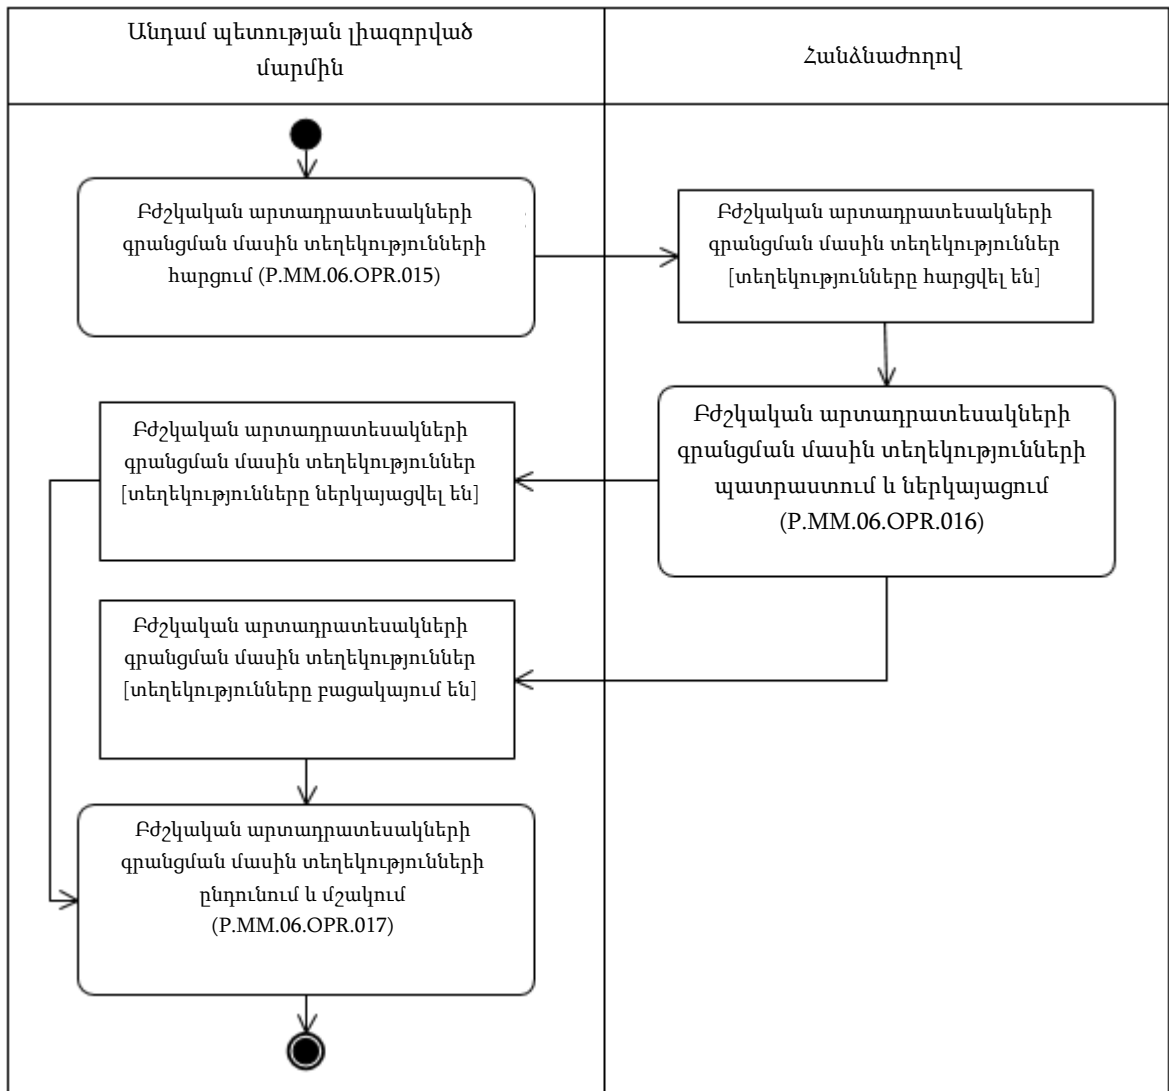 Անդամ պետության լիազորված
մարմին
Հանձնաժողով
Բժշկական արտադրատեսակների
գրանցման մասին տեղեկությունների
հարցում (P.MM.06.OPR.015)
Բժշկական արտադրատեսակների
գրանցման մասին տեղեկություններ
[տեղեկությունները հարցվել են]
Բժշկական արտադրատեսակների
գրանցման մասին տեղեկությունների
պատրաստում և ներկայացում
(P.MM.06.OPR.016)
Բժշկական արտադրատեսակների
գրանցման մասին տեղեկություններ
[տեղեկությունները ներկայացվել են]
Բժշկական արտադրատեսակների
գրանցման մասին տեղեկություններ
[տեղեկությունները բացակայում են]
Բժշկական արտադրատեսակների
գրանցման մասին տեղեկությունների
ընդունում և մշակում
(P.MM.06.OPR.017)